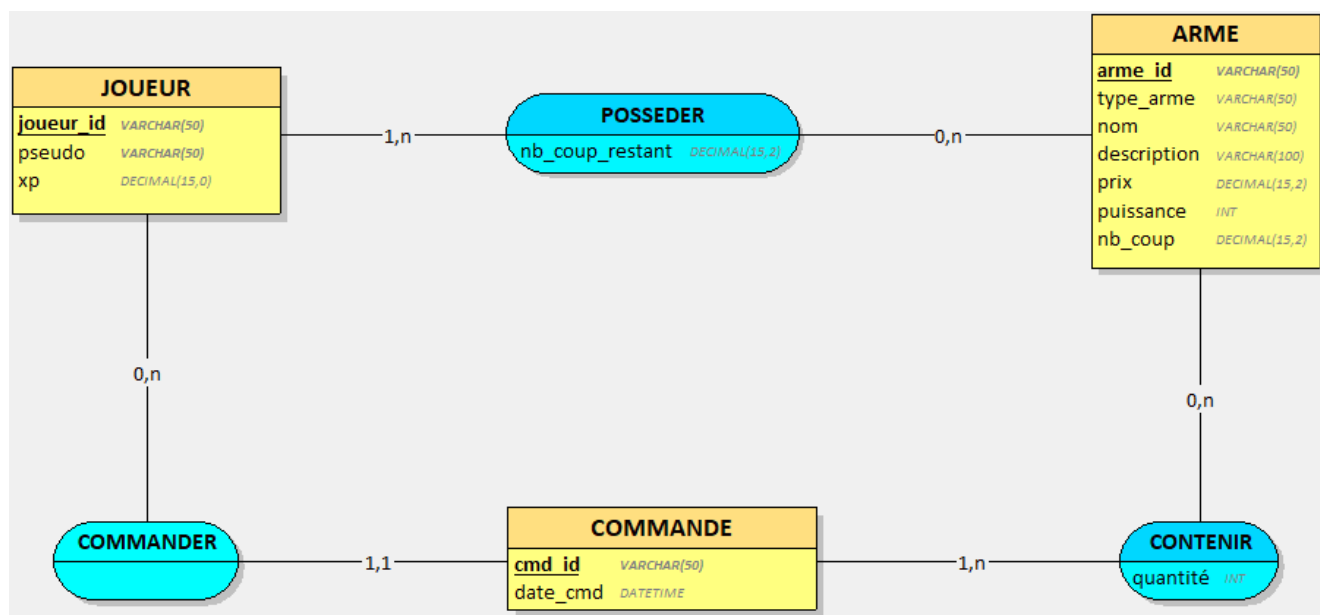 JOUEUR
joueur_id VARCHAR(50)
pseudo VARCHAR(50)
xp DECIMAL(15,0)
1,n
POSSEDER
nb_coup_restant DECIMAL(15,2)
0,n
ARME
arme_id VARCHAR(50)
type_arme VARCHAR(50)
nom VARCHAR(50)
description VARCHAR(100)
prix DECIMAL(15,2)
puissance INT
nb_coup DECIMAL(15,2)
0,n
0,n
COMMANDER
1,1
COMMANDE
cmd_id VARCHAR(50)
date_cmd DATETIME
1,n
CONTENIR
quantité INT